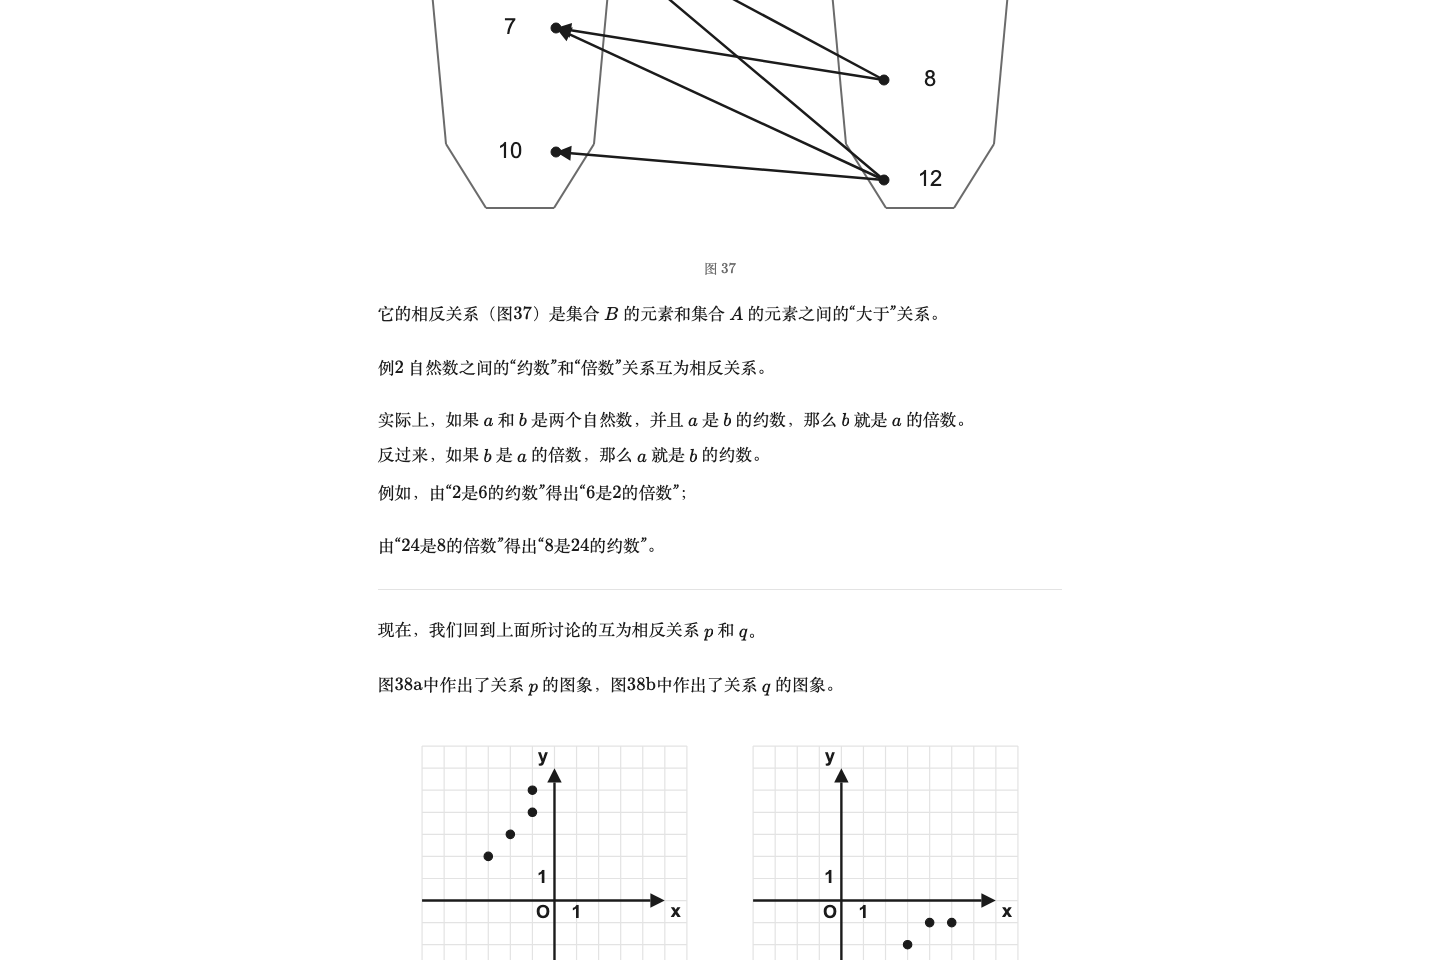 7
8
10
12
图 37
它的相反关系（图37）是集合 B 的元素和集合 A 的元素之间的“大于”关系。
例2 自然数之间的“约数”和“倍数”关系互为相反关系。
实际上，如果 a 和 b 是两个自然数，并且 a 是 b 的约数，那么 b 就是 a 的倍数。
反过来，如果 b 是 a 的倍数，那么 a 就是 b 的约数。
例如，由“2是6的约数”得出“6是2的倍数”；
由“24是8的倍数”得出“8是24的约数”。
现在，我们回到上面所讨论的互为相反关系 p 和 q。
图38a中作出了关系 p 的图象，图38b中作出了关系 q 的图象。
y
1
O 1 x
y
1
O 1 x